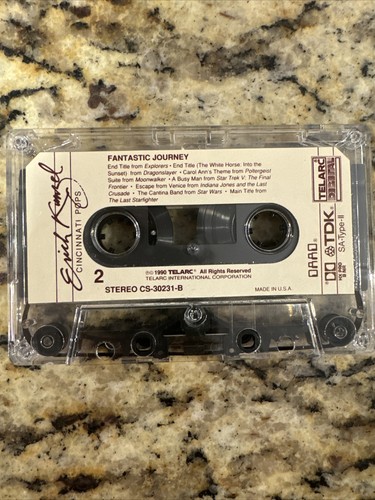 FANTASTIC JOURNEY
End Title from Explorers • End Title (The White Horse: Into the
Sunset) from Dragonslayer • Carol Ann's Theme from Poltergeist
Suite from Moonwalker • A Busy Man from Star Trek V: The Final
Frontier • Escape from Venice from Indiana Jones and the Last
Crusade • The Cantina Band from Star Wars • Main Title from
The Last Starfighter
Erich Kunzel
CINCINNATI POPS
TELARC
DIGITAL
TDK
SA-Type-II
2
℗© 1990 TELARC® All Rights Reserved
TELARC INTERNATIONAL CORPORATION
STEREO CS-30231-B
MADE IN U.S.A.